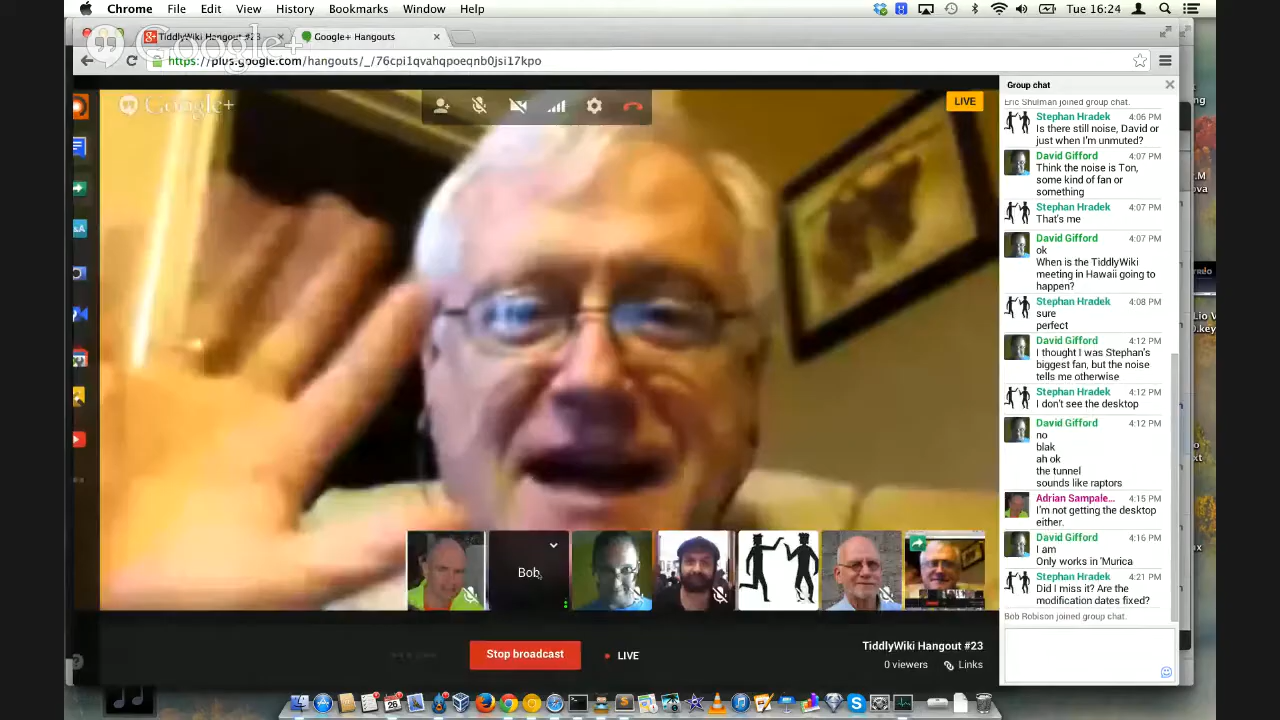 Chrome File Edit View History Bookmarks Window Help Tue 16:24
TiddlyWiki Hangout #23 Google+ Hangouts
Google+
https://plus.google.com/hangouts/_/76cpi1qvahqpoeqnb0jsi17kpo
Google+
LIVE
Group chat
Eric Shulman joined group chat.
Stephan Hradek 4:06 PM
Is there still noise, David or
just when I'm unmuted?
David Gifford 4:07 PM
Think the noise is Ton,
some kind of fan or
something
Stephan Hradek 4:07 PM
That's me
David Gifford 4:07 PM
ok
When is the TiddlyWiki
meeting in Hawaii going to
happen?
Stephan Hradek 4:08 PM
sure
perfect
David Gifford 4:12 PM
I thought I was Stephan's
biggest fan, but the noise
tells me otherwise
Stephan Hradek 4:12 PM
I don't see the desktop
David Gifford 4:12 PM
no
blak
ah ok
the tunnel
sounds like raptors
Adrian Sampale... 4:15 PM
I'm not getting the desktop
either.
David Gifford 4:16 PM
I am
Only works in 'Murica
Stephan Hradek 4:21 PM
Did I miss it? Are the
modification dates fixed?
Bob Robison joined group chat.
Bob
Stop broadcast
LIVE
TiddlyWiki Hangout #23
0 viewers Links